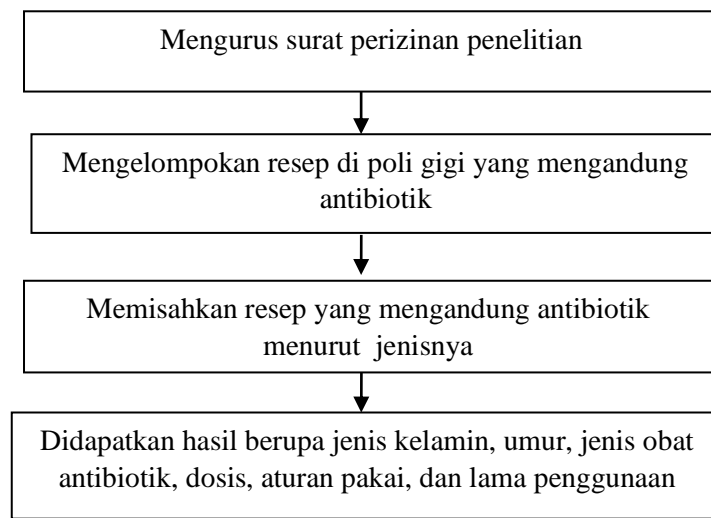 Mengurus surat perizinan penelitian
Mengelompokan resep di poli gigi yang mengandung
antibiotik
Memisahkan resep yang mengandung antibiotik
menurut jenisnya
Didapatkan hasil berupa jenis kelamin, umur, jenis obat
antibiotik, dosis, aturan pakai, dan lama penggunaan